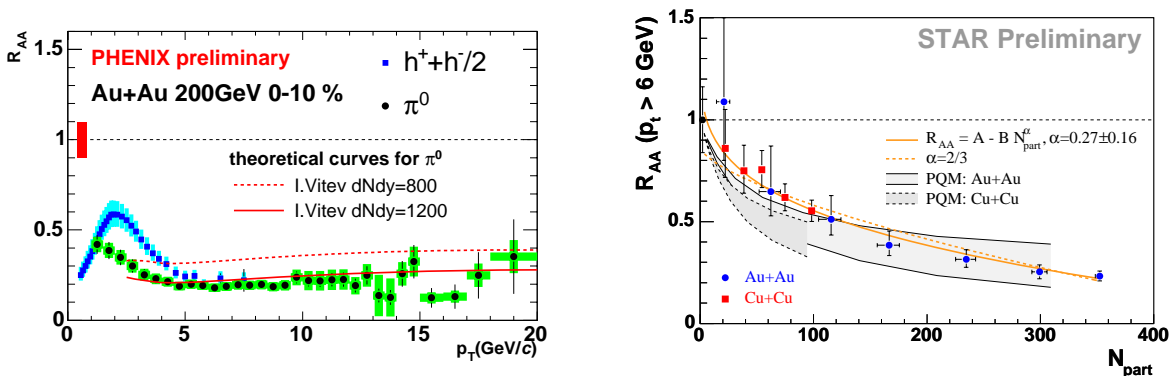 R_AA
1.5
1
0.5
0
PHENIX preliminary
Au+Au 200GeV 0-10 %
h⁺+h⁻/2
π⁰
theoretical curves for π⁰
I.Vitev dNdy=800
I.Vitev dNdy=1200
0 5 10 15 20
p_T(GeV/c)
R_AA (p_t > 6 GeV)
1.5
1
0.5
0
STAR Preliminary
R_AA = A - B N^α_part, α=0.27±0.16
α=2/3
PQM: Au+Au
PQM: Cu+Cu
Au+Au
Cu+Cu
0 100 200 300 400
N_part